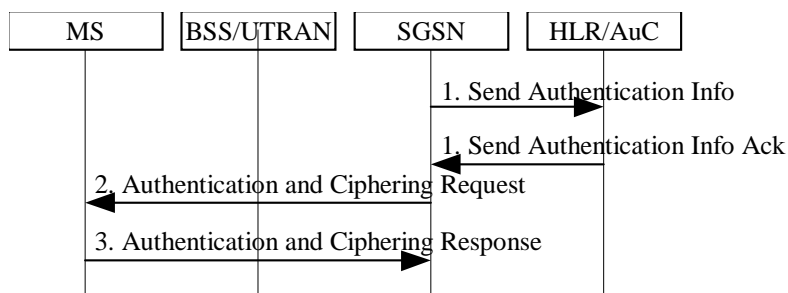 MS BSS/UTRAN SGSN HLR/AuC
1. Send Authentication Info
1. Send Authentication Info Ack
2. Authentication and Ciphering Request
3. Authentication and Ciphering Response